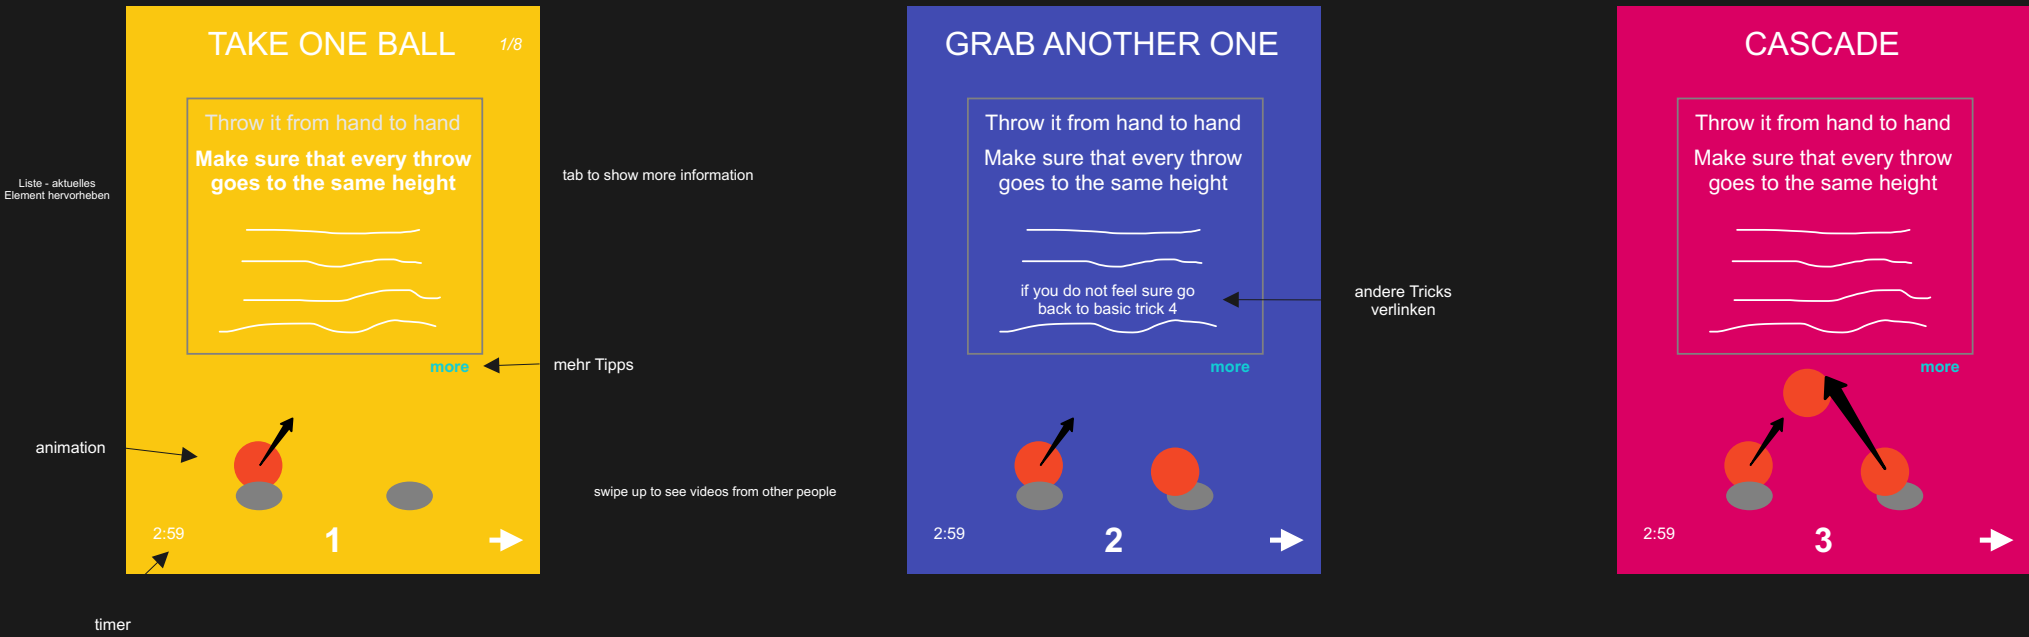 TAKE ONE BALL
1/8
Throw it from hand to hand
Make sure that every throw
goes to the same height
more
2:59
1
Liste - aktuelles
Element hervorheben
tab to show more information
mehr Tipps
animation
swipe up to see videos from other people
timer
GRAB ANOTHER ONE
Throw it from hand to hand
Make sure that every throw
goes to the same height
if you do not feel sure go
back to basic trick 4
more
2:59
2
andere Tricks
verlinken
CASCADE
Throw it from hand to hand
Make sure that every throw
goes to the same height
more
2:59
3